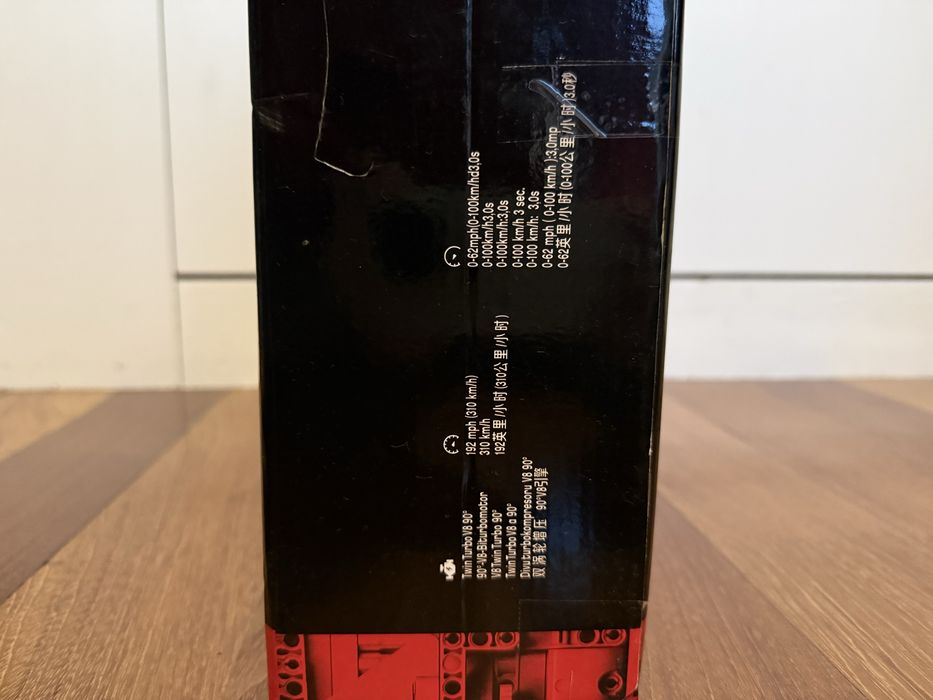 Twin Turbo V8 90°
90°-V8-Biturbomotor
V8 Twin Turbo 90°
Twin Turbo V8 a 90°
Divuturbokompresoru V8 90°
双涡轮增压 90°V8引擎
192 mph (310 km/h)
310 km/h
192英里/小时(310公里/小时)
0-62mph(0-100km/hd3,0s
0-100km/h3,0s
0-100km/h:3,0s
0-100 km/h 3 sec.
0-100 km/h: 3,0s
0-62 mph ( 0-100 km/h ):3,0mp
0-62英里/小时(0-100公里/小时)3.0秒